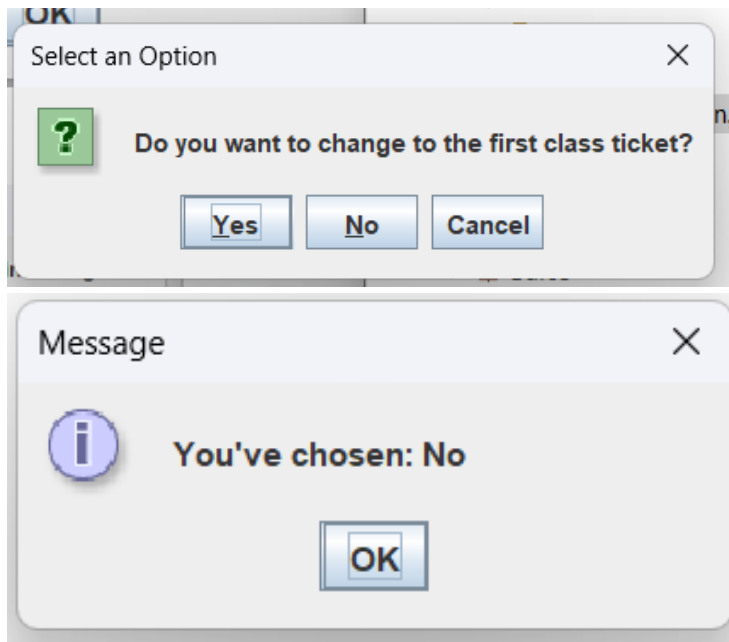 OK
Select an Option
?
Do you want to change to the first class ticket?
Yes
No
Cancel
Message
i
You've chosen: No
OK